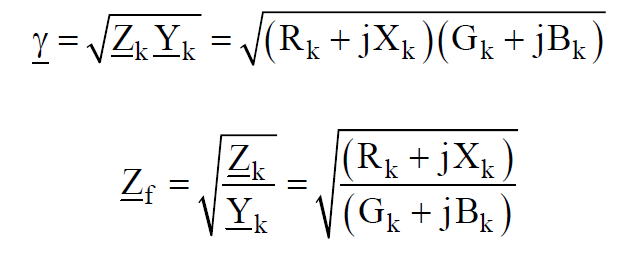 γ = √(Z_k Y_k) = √((R_k + jX_k)(G_k + jB_k))
Z_f = √(Z_k / Y_k) = √((R_k + jX_k) / (G_k + jB_k))